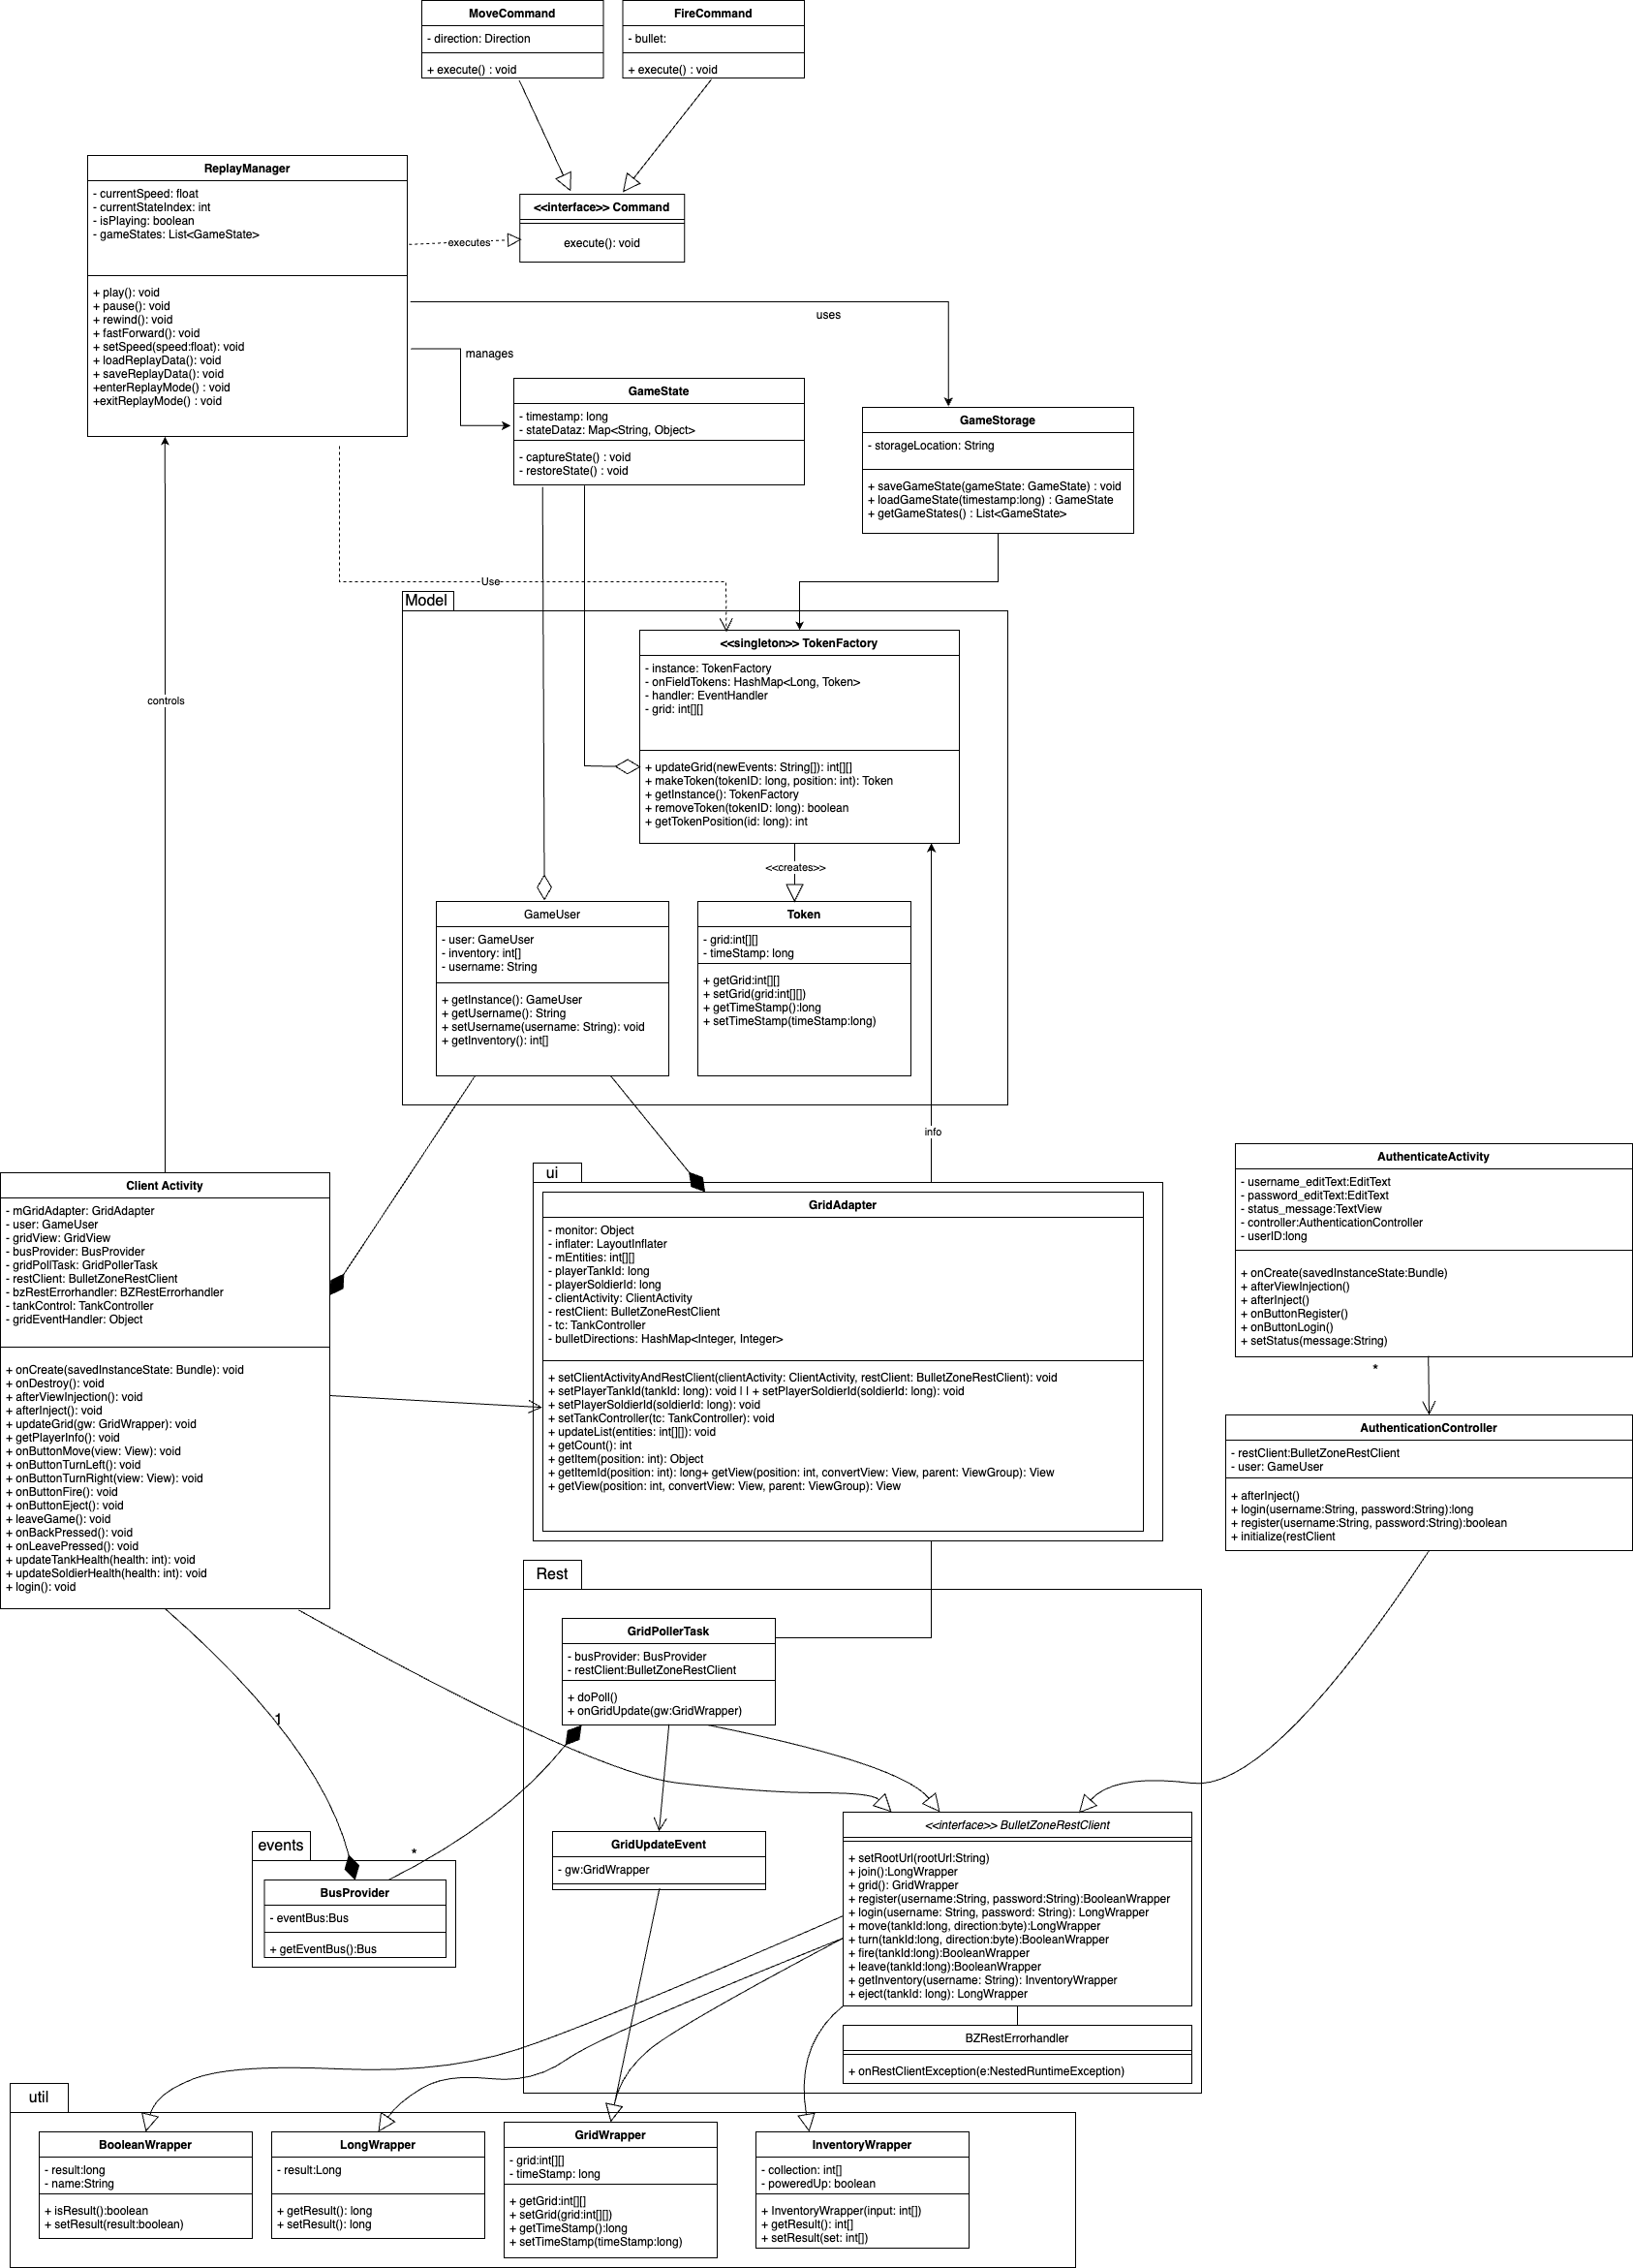 MoveCommand
- direction: Direction
+ execute() : void
FireCommand
- bullet:
+ execute() : void
ReplayManager
- currentSpeed: float
- currentStateIndex: int
- isPlaying: boolean
- gameStates: List<GameState>
+ play(): void
+ pause(): void
+ rewind(): void
+ fastForward(): void
+ setSpeed(speed:float): void
+ loadReplayData(): void
+ saveReplayData(): void
+enterReplayMode() : void
+exitReplayMode() : void
<<interface>> Command
execute(): void
executes
uses
manages
GameState
- timestamp: long
- stateDataz: Map<String, Object>
- captureState() : void
- restoreState() : void
GameStorage
- storageLocation: String
+ saveGameState(gameState: GameState) : void
+ loadGameState(timestamp:long) : GameState
+ getGameStates() : List<GameState>
Use
Model
<<singleton>> TokenFactory
- instance: TokenFactory
- onFieldTokens: HashMap<Long, Token>
- handler: EventHandler
- grid: int[][]
+ updateGrid(newEvents: String[]): int[][]
+ makeToken(tokenID: long, position: int): Token
+ getInstance(): TokenFactory
+ removeToken(tokenID: long): boolean
+ getTokenPosition(id: long): int
controls
<<creates>>
GameUser
- user: GameUser
- inventory: int[]
- username: String
+ getInstance(): GameUser
+ getUsername(): String
+ setUsername(username: String): void
+ getInventory(): int[]
Token
- grid:int[][]
- timeStamp: long
+ getGrid:int[][]
+ setGrid(grid:int[][])
+ getTimeStamp():long
+ setTimeStamp(timeStamp:long)
info
Client Activity
- mGridAdapter: GridAdapter
- user: GameUser
- gridView: GridView
- busProvider: BusProvider
- gridPollTask: GridPollerTask
- restClient: BulletZoneRestClient
- bzRestErrorhandler: BZRestErrorhandler
- tankControl: TankController
- gridEventHandler: Object
+ onCreate(savedInstanceState: Bundle): void
+ onDestroy(): void
+ afterViewInjection(): void
+ afterInject(): void
+ updateGrid(gw: GridWrapper): void
+ getPlayerInfo(): void
+ onButtonMove(view: View): void
+ onButtonTurnLeft(): void
+ onButtonTurnRight(view: View): void
+ onButtonFire(): void
+ onButtonEject(): void
+ leaveGame(): void
+ onBackPressed(): void
+ onLeavePressed(): void
+ updateTankHealth(health: int): void
+ updateSoldierHealth(health: int): void
+ login(): void
ui
GridAdapter
- monitor: Object
- inflater: LayoutInflater
- mEntities: int[][]
- playerTankId: long
- playerSoldierId: long
- clientActivity: ClientActivity
- restClient: BulletZoneRestClient
- tc: TankController
- bulletDirections: HashMap<Integer, Integer>
+ setClientActivityAndRestClient(clientActivity: ClientActivity, restClient: BulletZoneRestClient): void
+ setPlayerTankId(tankId: long): void | | + setPlayerSoldierId(soldierId: long): void
+ setPlayerSoldierId(soldierId: long): void
+ setTankController(tc: TankController): void
+ updateList(entities: int[][]): void
+ getCount(): int
+ getItem(position: int): Object
+ getItemId(position: int): long+ getView(position: int, convertView: View, parent: ViewGroup): View
+ getView(position: int, convertView: View, parent: ViewGroup): View
AuthenticateActivity
- username_editText:EditText
- password_editText:EditText
- status_message:TextView
- controller:AuthenticationController
- userID:long
+ onCreate(savedInstanceState:Bundle)
+ afterViewInjection()
+ afterInject()
+ onButtonRegister()
+ onButtonLogin()
+ setStatus(message:String)
*
AuthenticationController
- restClient:BulletZoneRestClient
- user: GameUser
+ afterInject()
+ login(username:String, password:String):long
+ register(username:String, password:String):boolean
+ initialize(restClient
Rest
GridPollerTask
- busProvider: BusProvider
- restClient:BulletZoneRestClient
+ doPoll()
+ onGridUpdate(gw:GridWrapper)
1
GridUpdateEvent
- gw:GridWrapper
*
events
BusProvider
- eventBus:Bus
+ getEventBus():Bus
<<interface>> BulletZoneRestClient
+ setRootUrl(rootUrl:String)
+ join():LongWrapper
+ grid(): GridWrapper
+ register(username:String, password:String):BooleanWrapper
+ login(username: String, password: String): LongWrapper
+ move(tankId:long, direction:byte):LongWrapper
+ turn(tankId:long, direction:byte):BooleanWrapper
+ fire(tankId:long):BooleanWrapper
+ leave(tankId:long):BooleanWrapper
+ getInventory(username: String): InventoryWrapper
+ eject(tankId: long): LongWrapper
BZRestErrorhandler
+ onRestClientException(e:NestedRuntimeException)
util
BooleanWrapper
- result:long
- name:String
+ isResult():boolean
+ setResult(result:boolean)
LongWrapper
- result:Long
+ getResult(): long
+ setResult(): long
GridWrapper
- grid:int[][]
- timeStamp: long
+ getGrid:int[][]
+ setGrid(grid:int[][])
+ getTimeStamp():long
+ setTimeStamp(timeStamp:long)
InventoryWrapper
- collection: int[]
- poweredUp: boolean
+ InventoryWrapper(input: int[])
+ getResult(): int[]
+ setResult(set: int[])